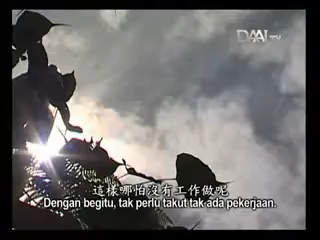 DAAI TV
這樣哪怕沒有工作做呢
Dengan begitu, tak perlu takut tak ada pekerjaan.